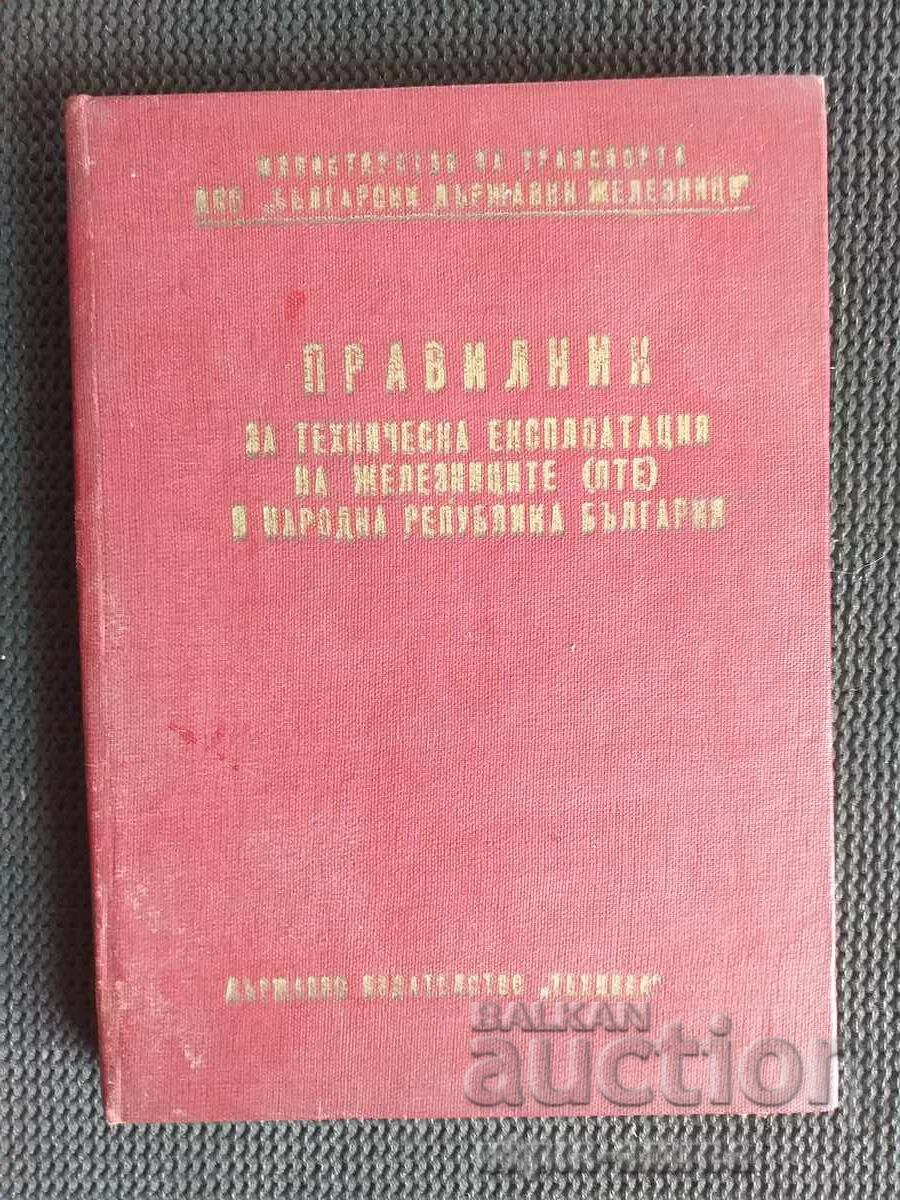 МИНИСТЕРСТВО НА ТРАНСПОРТА
„БЪЛГАРСКИ ДЪРЖАВНИ ЖЕЛЕЗНИЦИ“
ПРАВИЛНИК
ЗА ТЕХНИЧЕСКА ЕКСПЛОАТАЦИЯ
НА ЖЕЛЕЗНИЦИТЕ (ПТЕ)
В НАРОДНА РЕПУБЛИКА БЪЛГАРИЯ
ДЪРЖАВНО ИЗДАТЕЛСТВО „ТЕХНИКА“
BALKAN
auction